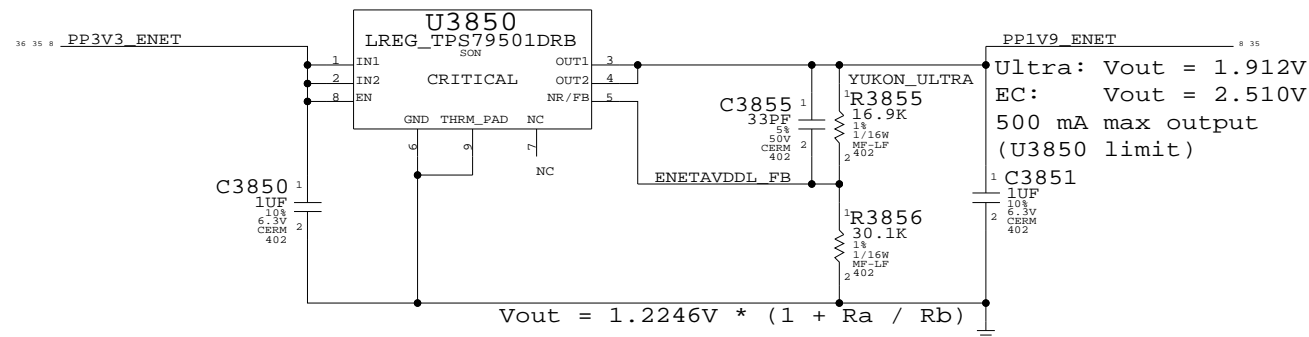 U3850
LREG_TPS79501DRB
SON
CRITICAL
36 35 8 PP3V3_ENET
PP1V9_ENET 8 35
1 IN1
2 IN2
8 EN
OUT1 3
OUT2 4
NR/FB 5
GND THRM_PAD NC
6 9 7
NC
YUKON_ULTRA
Ultra: Vout = 1.912V
EC: Vout = 2.510V
500 mA max output
(U3850 limit)
C3855 1
33PF
5%
50V
CERM 2
402
1 R3855
16.9K
1%
1/16W
MF-LF
2 402
ENETAVDDL_FB
C3850 1
1UF
10%
6.3V
CERM 2
402
1 R3856
30.1K
1%
1/16W
MF-LF
2 402
1 C3851
1UF
10%
2 6.3V
CERM
402
Vout = 1.2246V * (1 + Ra / Rb)